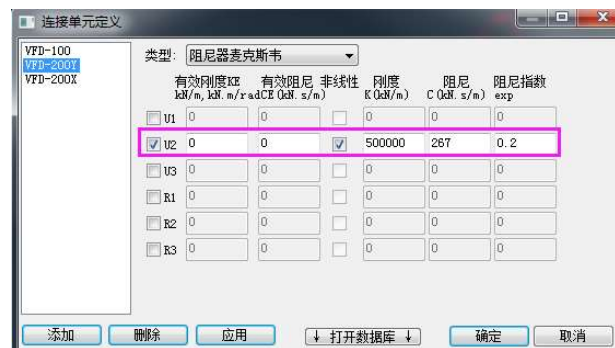 连接单元定义
VFD-100
VFD-200Y
VFD-200X
类型: 阻尼器麦克斯韦
有效刚度KE 有效阻尼 非线性 刚度 阻尼 阻尼指数
kN/m, kN.m/radCE(kN.s/m) K(kN/m) C(kN.s/m) exp
U1 0 0 0 0 0
U2 0 0 500000 267 0.2
U3 0 0 0 0 0
R1 0 0 0 0 0
R2 0 0 0 0 0
R3 0 0 0 0 0
添加 删除 应用 ↓ 打开数据库 ↓ 确定 取消